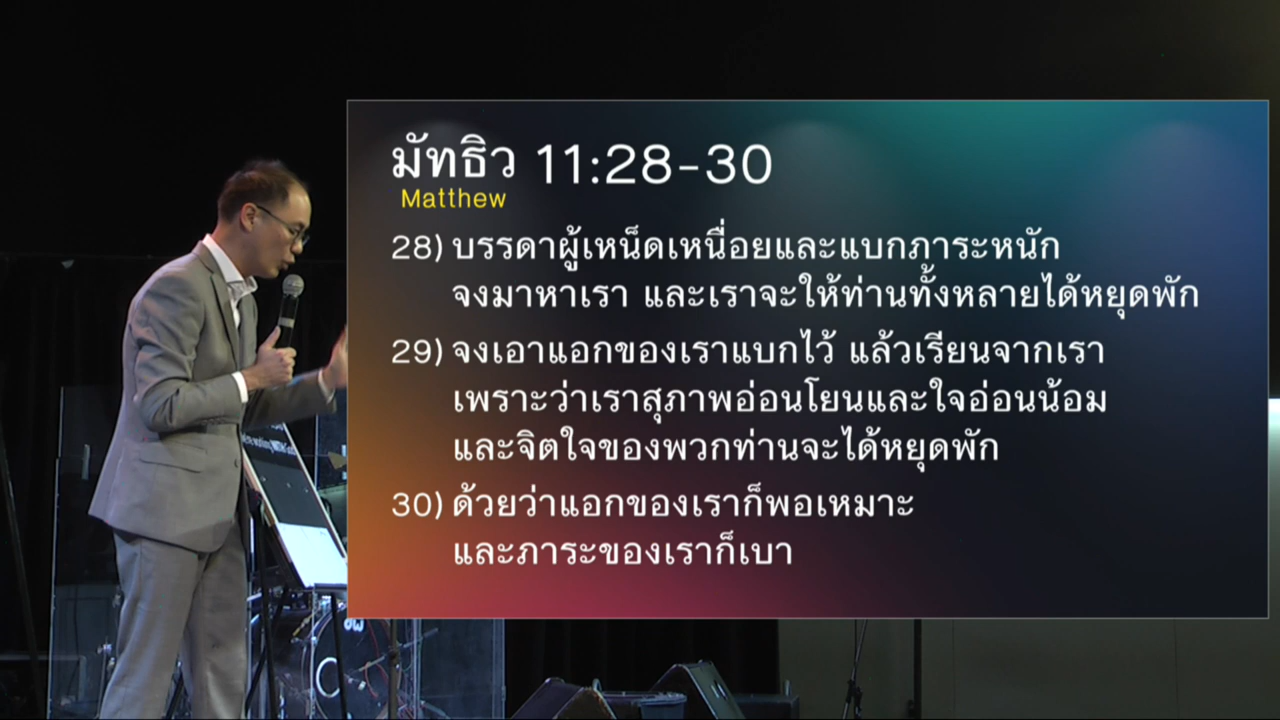 มัทธิว 11:28-30
Matthew
28) บรรดาผู้เหน็ดเหนื่อยและแบกภาระหนัก
จงมาหาเรา และเราจะให้ท่านทั้งหลายได้หยุดพัก
29) จงเอาแอกของเราแบกไว้ แล้วเรียนจากเรา
เพราะว่าเราสุภาพอ่อนโยนและใจอ่อนน้อม
และจิตใจของพวกท่านจะได้หยุดพัก
30) ด้วยว่าแอกของเราก็พอเหมาะ
และภาระของเราก็เบา